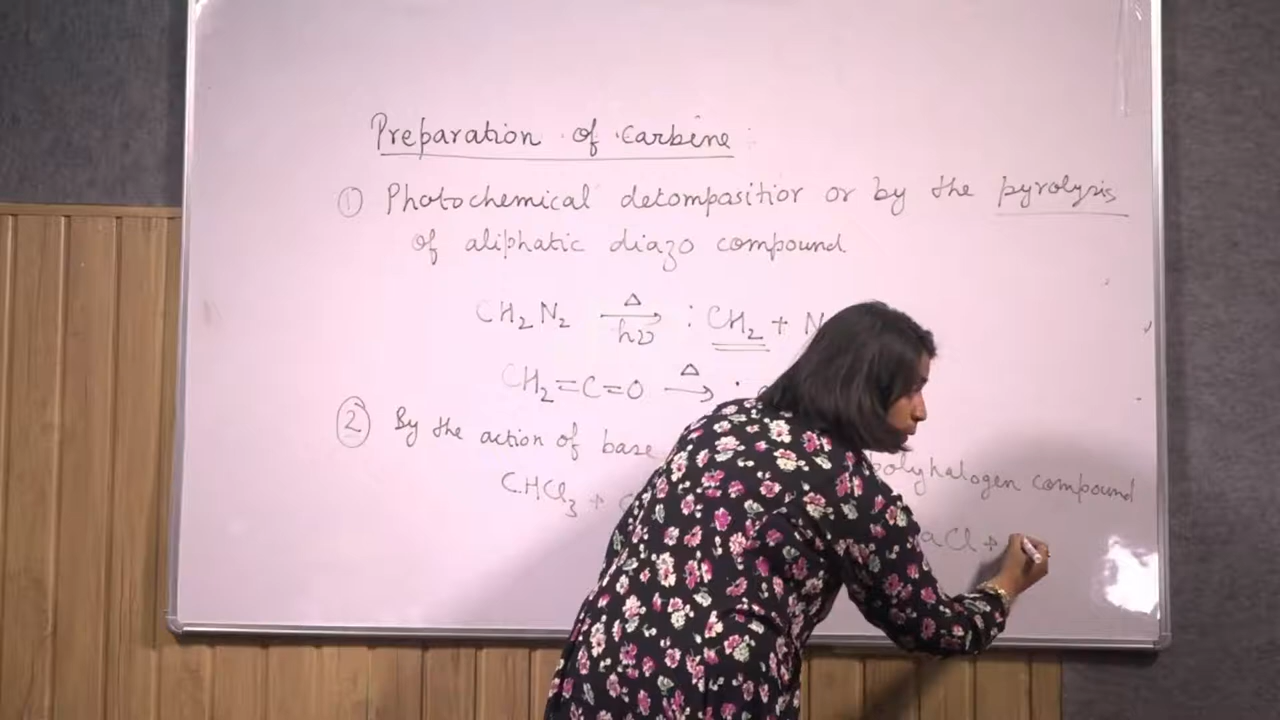 Preparation of carbene
① Photochemical decomposition or by the pyrolysis
of aliphatic diazo compound
CH₂N₂ →(Δ, hν) :CH₂ + N
CH₂=C=O →(Δ) :
② By the action of base polyhalogen compound
CHCl₃ + aCl +